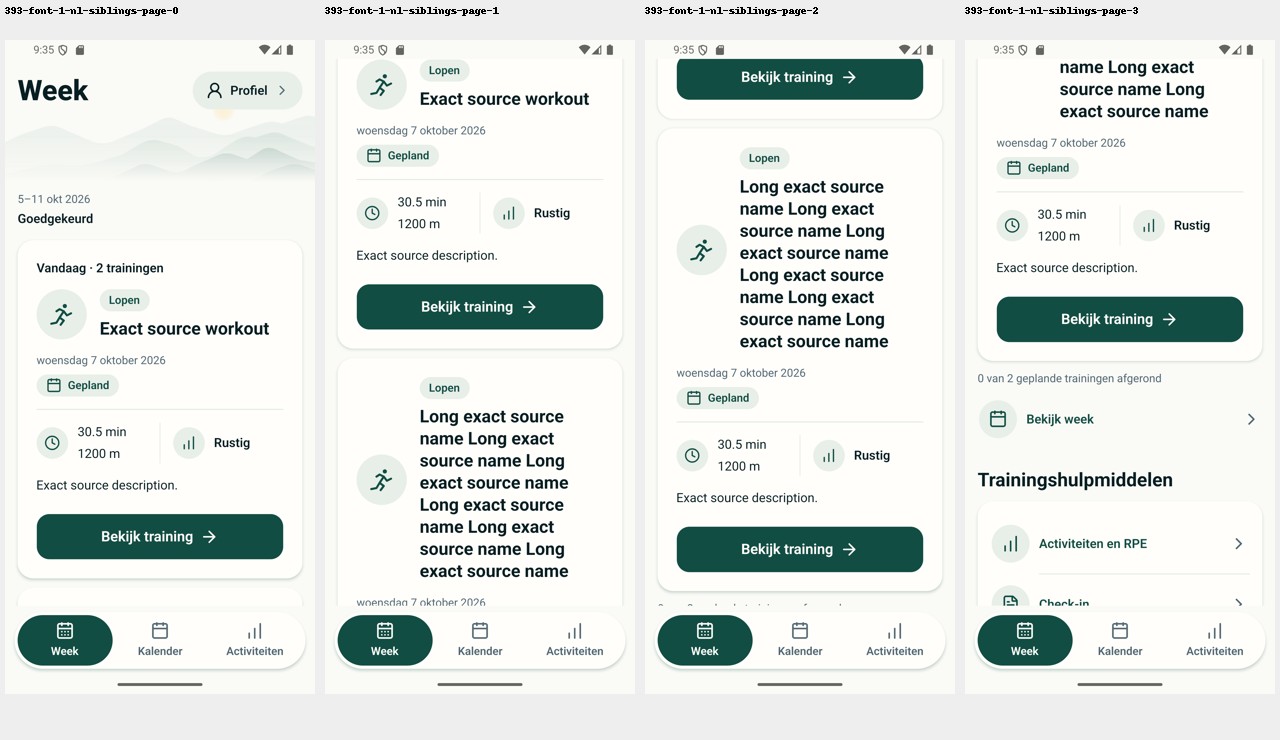 393-font-1-nl-siblings-page-0
9:35
Week
Profiel
5–11 okt 2026
Goedgekeurd
Vandaag · 2 trainingen
Lopen
Exact source workout
woensdag 7 oktober 2026
Gepland
30.5 min
1200 m
Rustig
Exact source description.
Bekijk training
Week
Kalender
Activiteiten
393-font-1-nl-siblings-page-1
9:35
Lopen
Exact source workout
woensdag 7 oktober 2026
Gepland
30.5 min
1200 m
Rustig
Exact source description.
Bekijk training
Lopen
Long exact source
name Long exact
source name Long
exact source name
Long exact source
name Long exact
source name Long
exact source name
woensdag 7 oktober 2026
Week
Kalender
Activiteiten
393-font-1-nl-siblings-page-2
9:35
Bekijk training
Lopen
Long exact source
name Long exact
source name Long
exact source name
Long exact source
name Long exact
source name Long
exact source name
woensdag 7 oktober 2026
Gepland
30.5 min
1200 m
Rustig
Exact source description.
Bekijk training
Week
Kalender
Activiteiten
393-font-1-nl-siblings-page-3
9:35
name Long exact
source name Long
exact source name
woensdag 7 oktober 2026
Gepland
30.5 min
1200 m
Rustig
Exact source description.
Bekijk training
0 van 2 geplande trainingen afgerond
Bekijk week
Trainingshulpmiddelen
Activiteiten en RPE
Check-in
Week
Kalender
Activiteiten